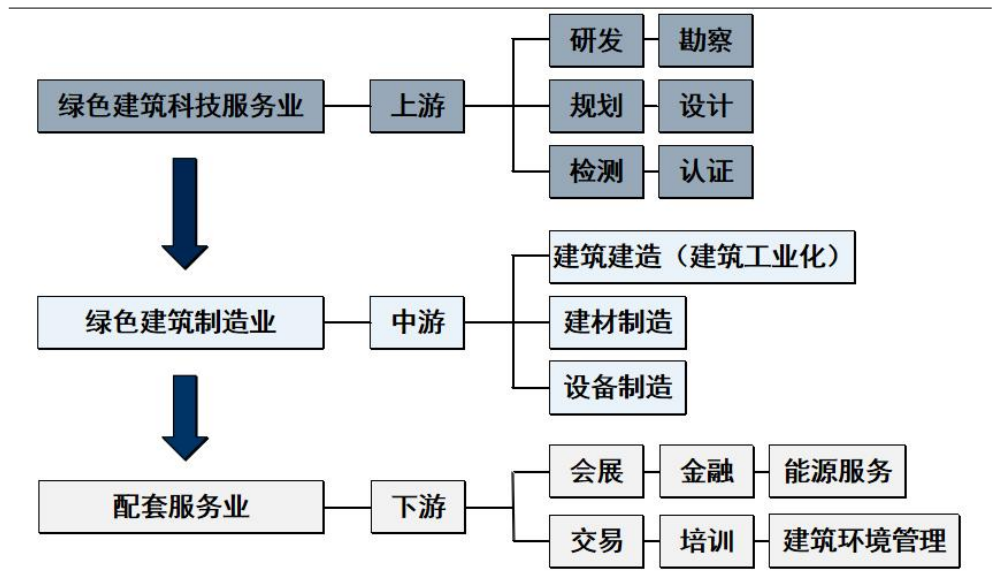 研发 勘察
绿色建筑科技服务业 上游 规划 设计
检测 认证
建筑建造（建筑工业化）
绿色建筑制造业 中游 建材制造
设备制造
会展 金融 能源服务
配套服务业 下游
交易 培训 建筑环境管理